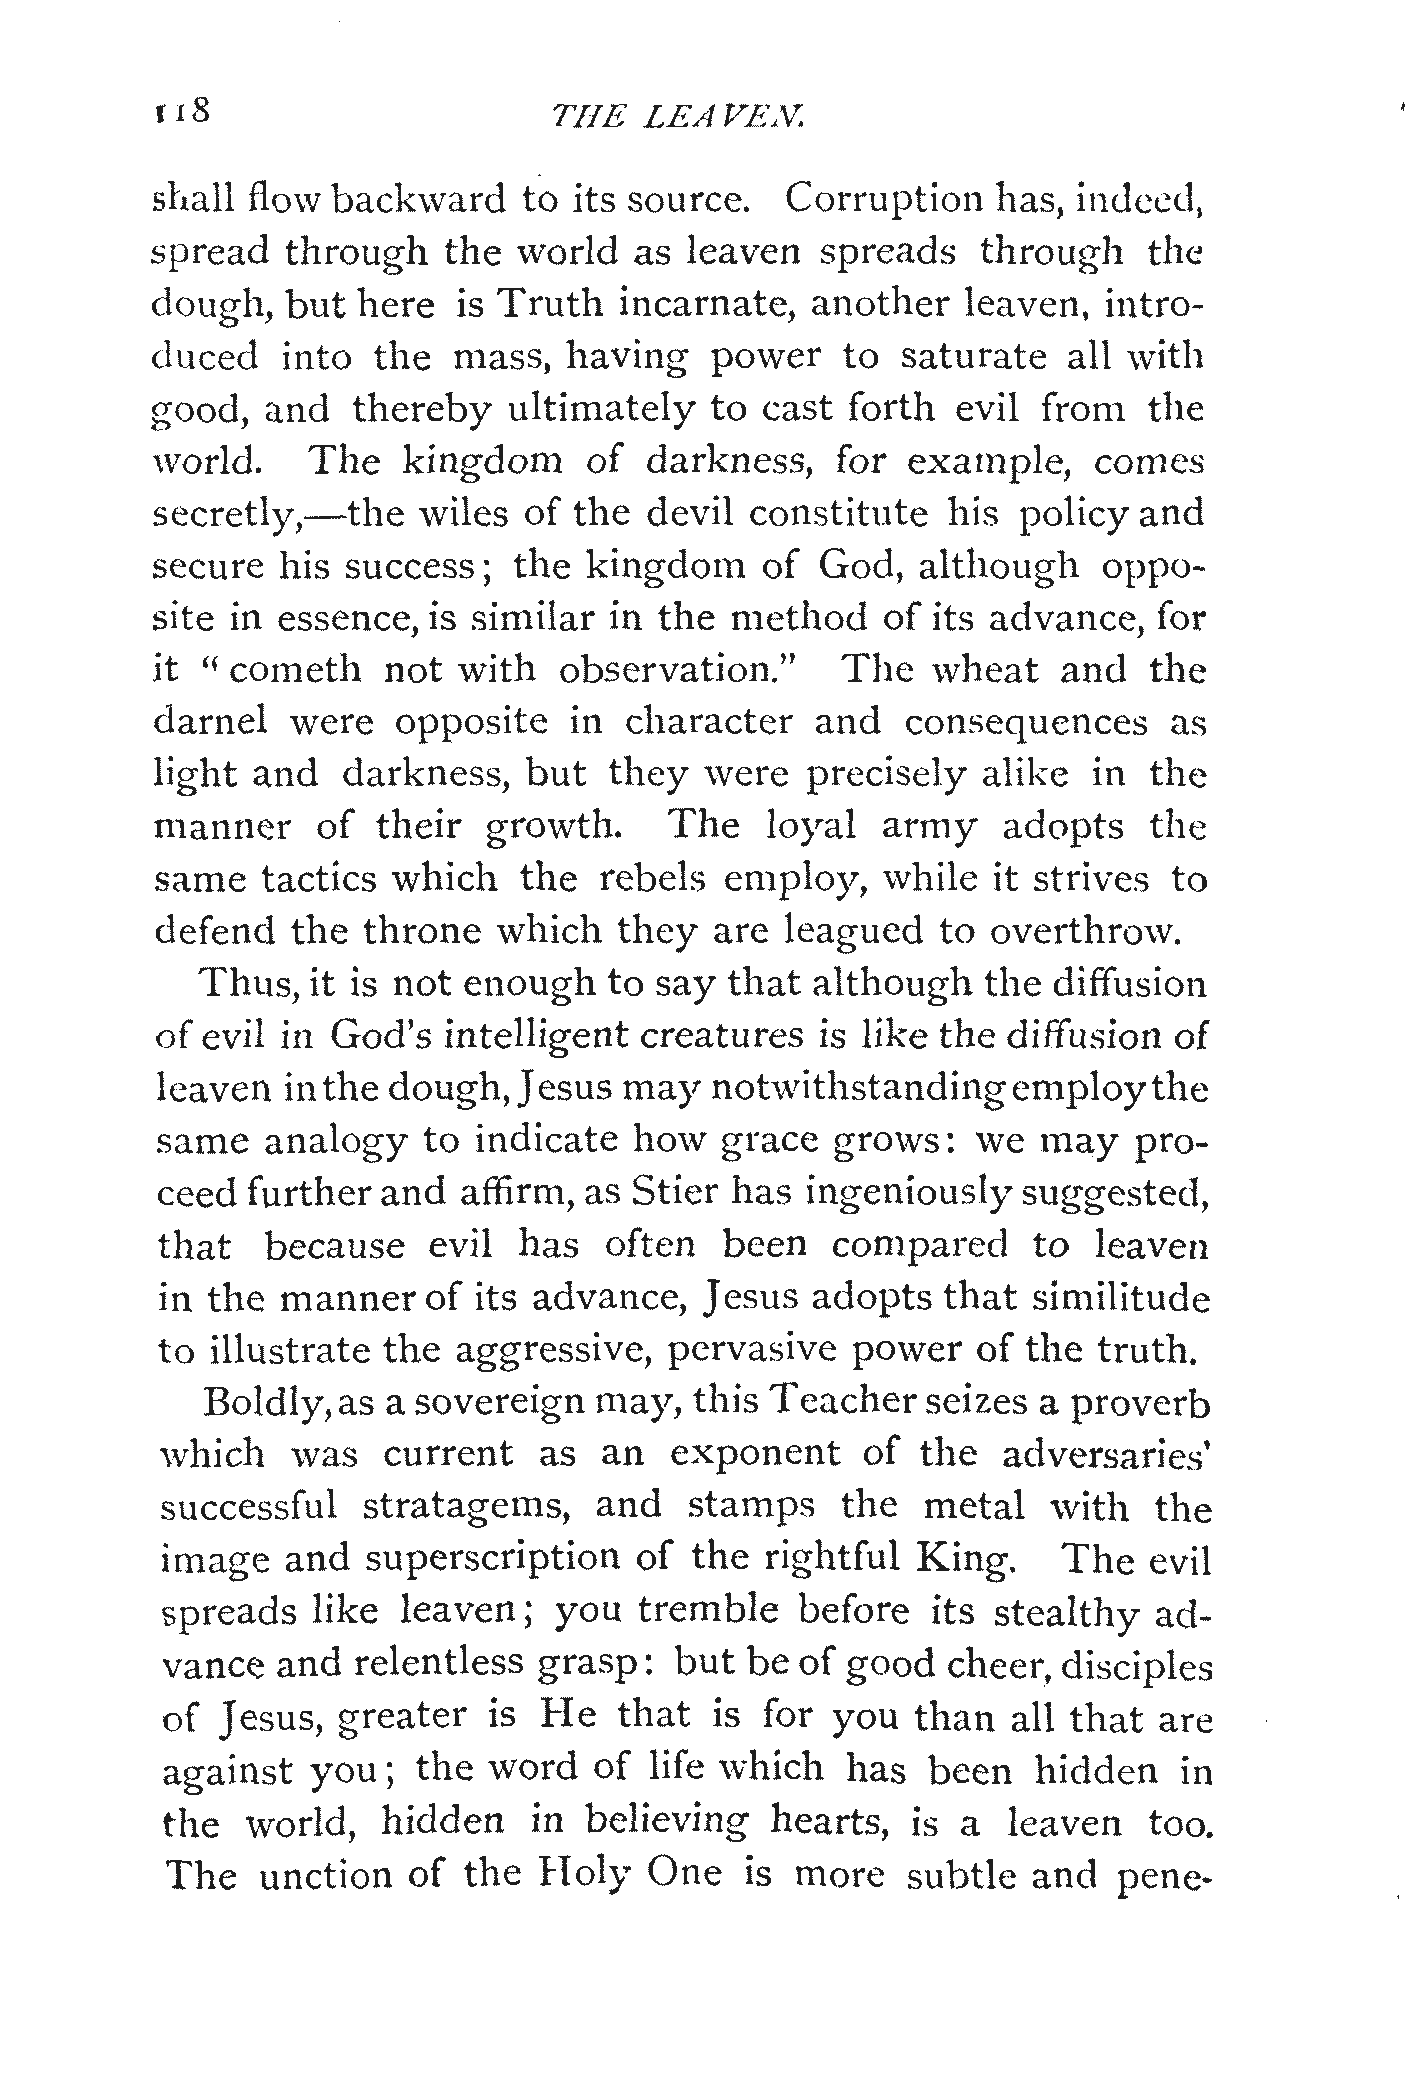 118 THE LEAVEN.
shall flow backward to its source. Corruption has, indeed,
spread through the world as leaven spreads through the
dough, but here is Truth incarnate, another leaven, intro-
duced into the mass, having power to saturate all with
good, and thereby ultimately to cast forth evil from the
world. The kingdom of darkness, for example, comes
secretly,—the wiles of the devil constitute his policy and
secure his success; the kingdom of God, although oppo-
site in essence, is similar in the method of its advance, for
it “cometh not with observation.” The wheat and the
darnel were opposite in character and consequences as
light and darkness, but they were precisely alike in the
manner of their growth. The loyal army adopts the
same tactics which the rebels employ, while it strives to
defend the throne which they are leagued to overthrow.
Thus, it is not enough to say that although the diffusion
of evil in God's intelligent creatures is like the diffusion of
leaven in the dough, Jesus may notwithstanding employ the
same analogy to indicate how grace grows: we may pro-
ceed further and affirm, as Stier has ingeniously suggested,
that because evil has often been compared to leaven
in the manner of its advance, Jesus adopts that similitude
to illustrate the aggressive, pervasive power of the truth.
Boldly, as a sovereign may, this Teacher seizes a proverb
which was current as an exponent of the adversaries'
successful stratagems, and stamps the metal with the
image and superscription of the rightful King. The evil
spreads like leaven; you tremble before its stealthy ad-
vance and relentless grasp: but be of good cheer, disciples
of Jesus, greater is He that is for you than all that are
against you; the word of life which has been hidden in
the world, hidden in believing hearts, is a leaven too.
The unction of the Holy One is more subtle and pene-